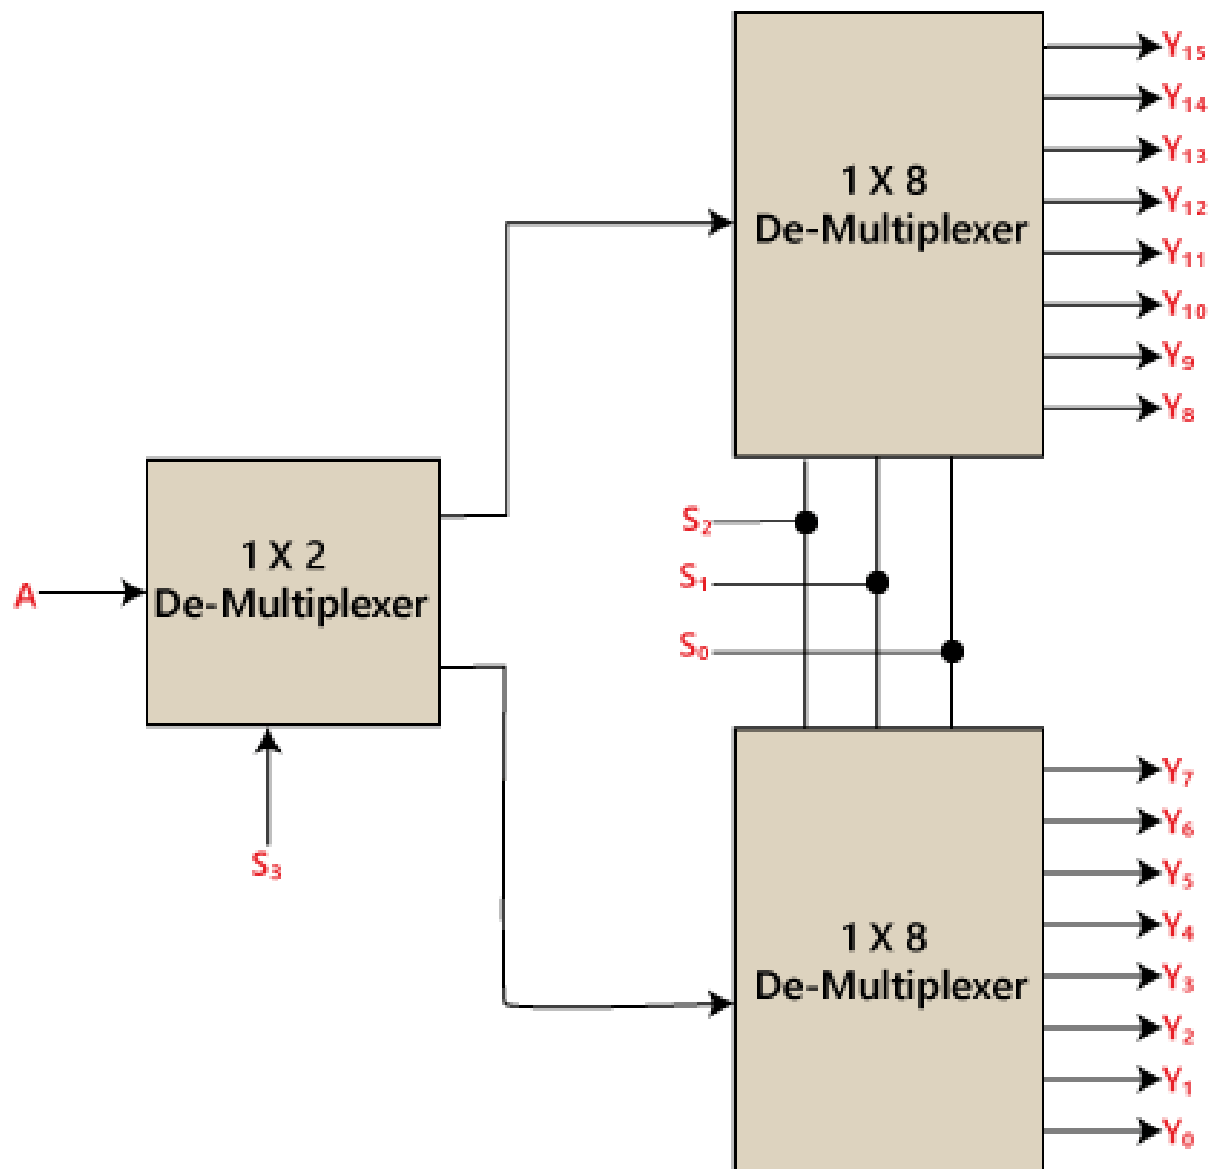 Y₁₅
Y₁₄
Y₁₃
1 X 8
De-Multiplexer
Y₁₂
Y₁₁
Y₁₀
Y₉
Y₈
S₂
1 X 2
De-Multiplexer
A
S₁
S₀
S₃
Y₇
Y₆
Y₅
Y₄
1 X 8
De-Multiplexer
Y₃
Y₂
Y₁
Y₀